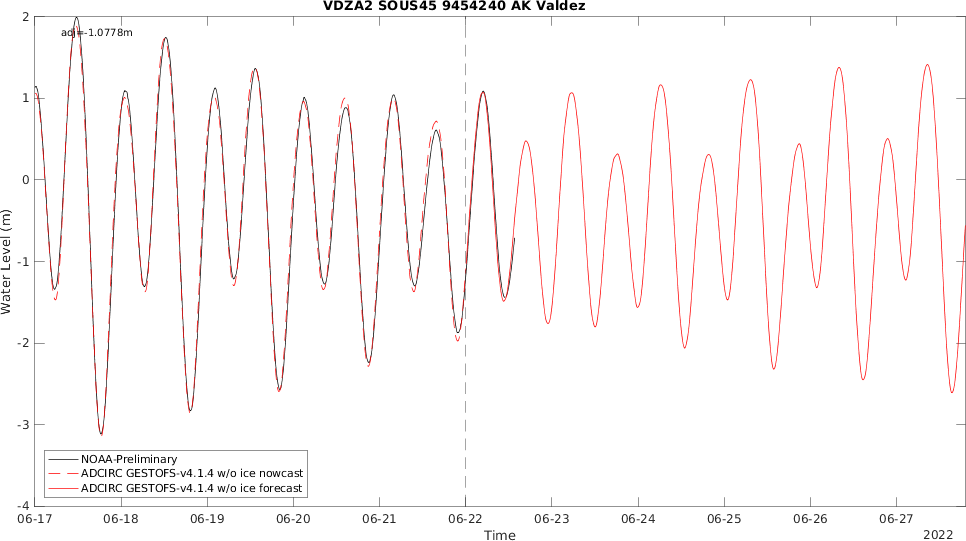 VDZA2 SOUS45 9454240 AK Valdez
adj=-1.0778m
2
1
0
-1
-2
-3
-4
Water Level (m)
NOAA-Preliminary
ADCIRC GESTOFS-v4.1.4 w/o ice nowcast
ADCIRC GESTOFS-v4.1.4 w/o ice forecast
06-17 06-18 06-19 06-20 06-21 06-22 06-23 06-24 06-25 06-26 06-27
Time
2022